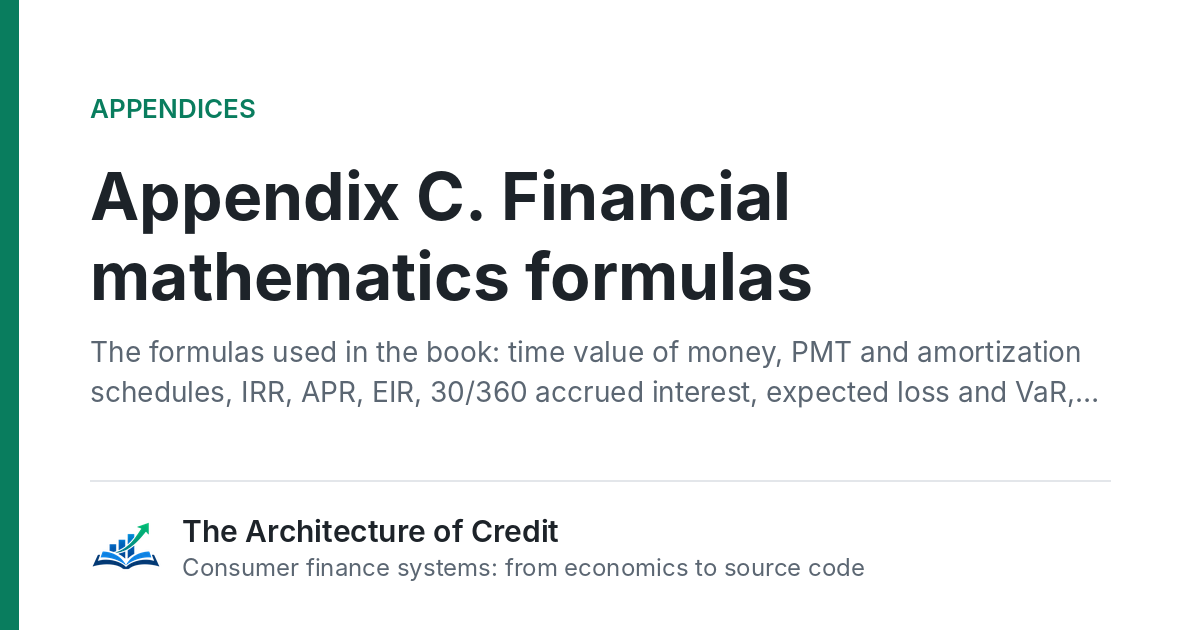 APPENDICES
Appendix C. Financial
mathematics formulas
The formulas used in the book: time value of money, PMT and amortization
schedules, IRR, APR, EIR, 30/360 accrued interest, expected loss and VaR,...
The Architecture of Credit
Consumer finance systems: from economics to source code